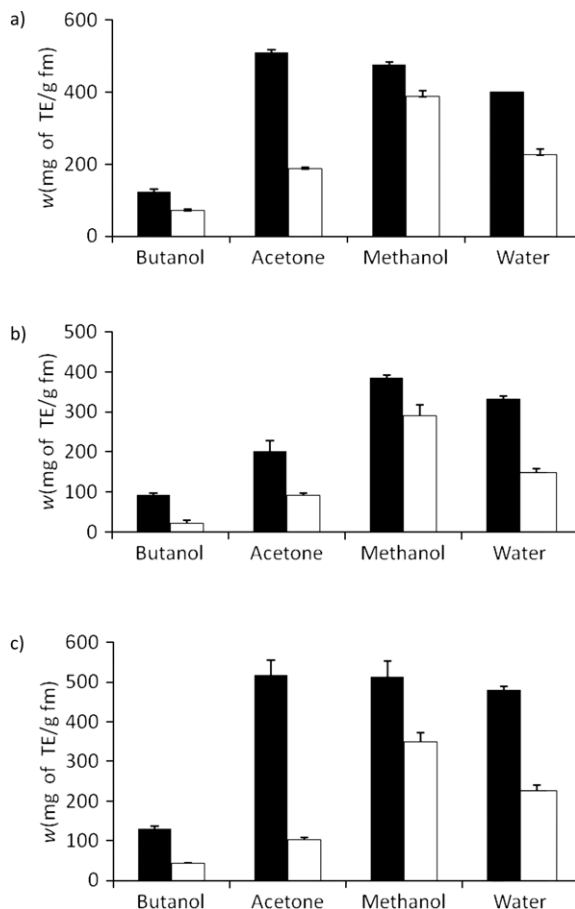 a)
w(mg of TE/g fm)
600
400
200
0
Butanol Acetone Methanol Water
b)
w(mg of TE/g fm)
500
400
300
200
100
0
Butanol Acetone Methanol Water
c)
w(mg of TE/g fm)
600
500
400
300
200
100
0
Butanol Acetone Methanol Water